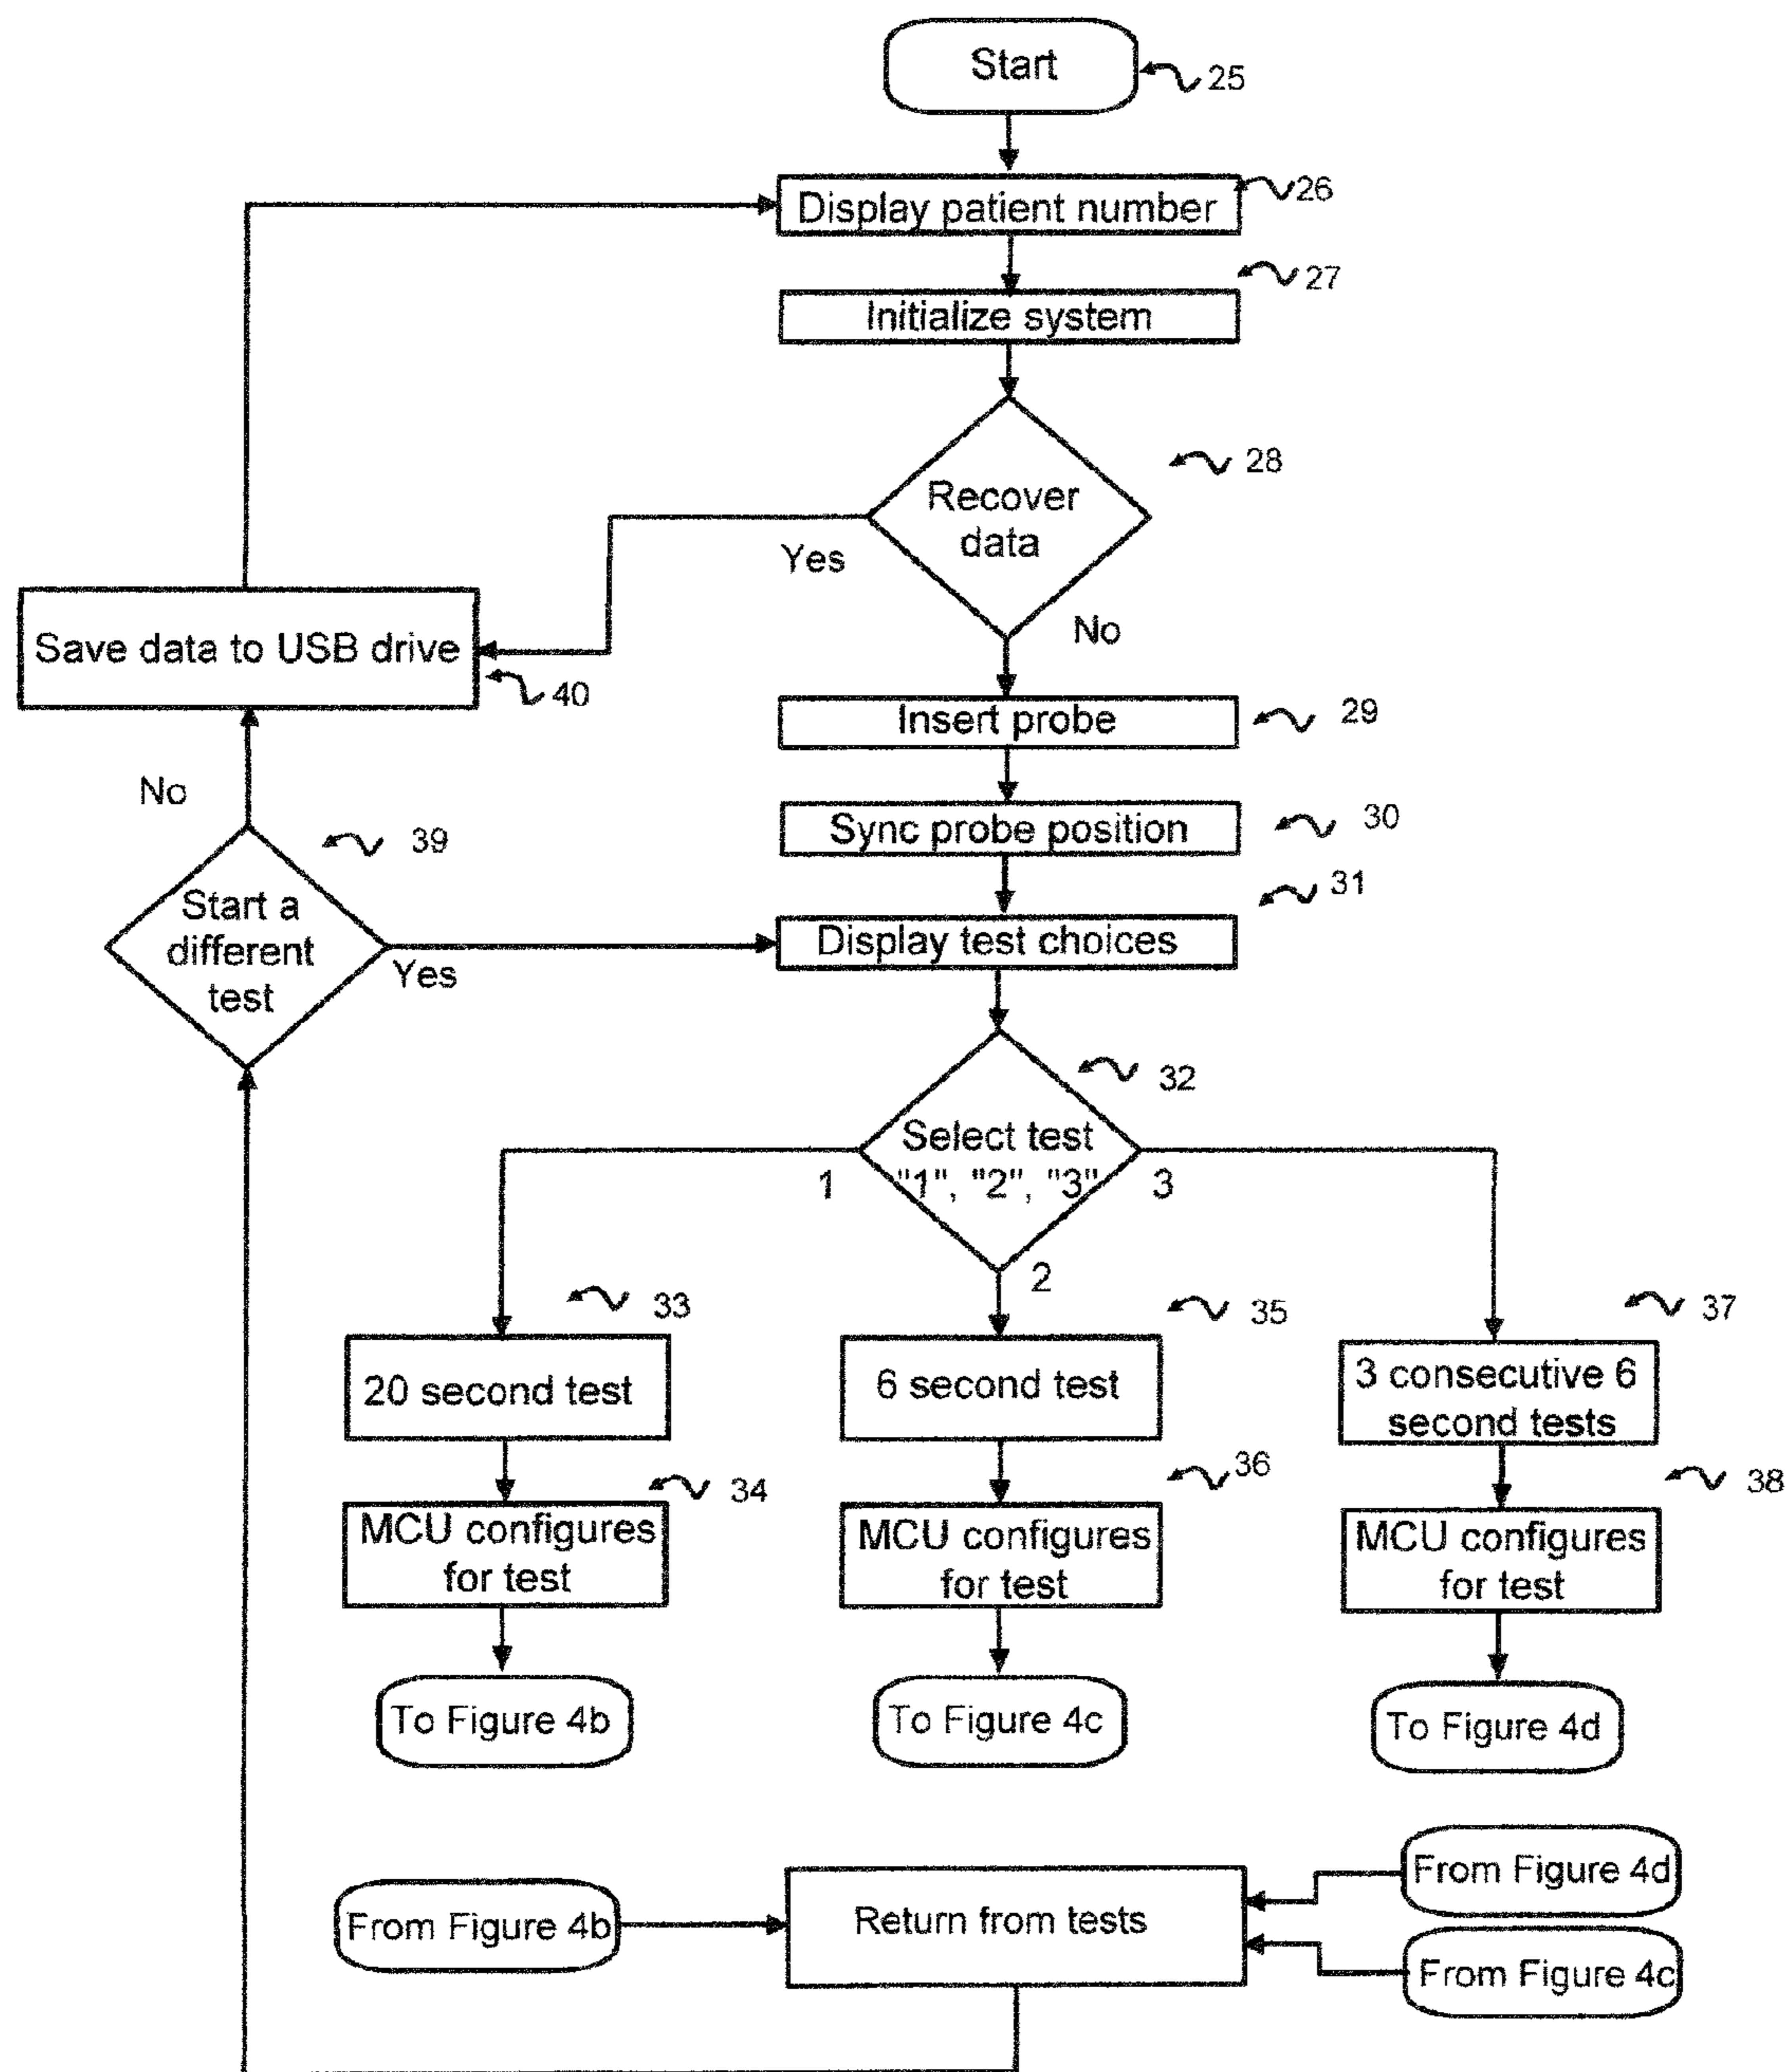 Start
25
Display patient number
26
27
Initialize system
28
Recover
data
Yes
No
Save data to USB drive
40
Insert probe
29
No
Sync probe position
30
39
31
Start a
different
test
Display test choices
Yes
32
Select test
"1", "2", "3"
1
3
2
33
35
37
20 second test
6 second test
3 consecutive 6
second tests
34
36
38
MCU configures
for test
MCU configures
for test
MCU configures
for test
To Figure 4b
To Figure 4c
To Figure 4d
From Figure 4d
From Figure 4b
Return from tests
From Figure 4c